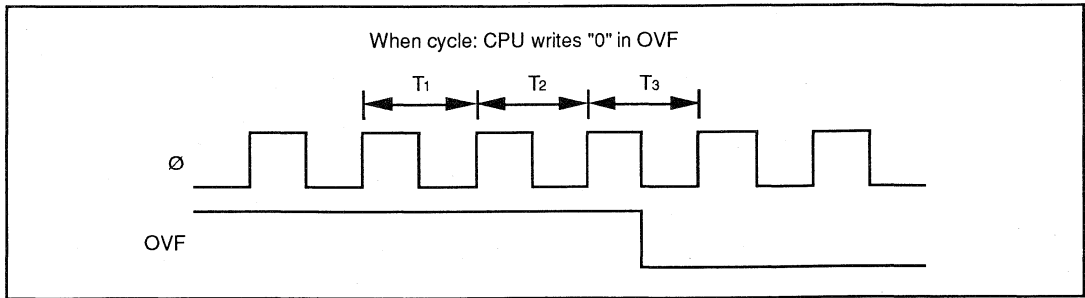 When cycle: CPU writes "0" in OVF
T1 T2 T3
Ø
OVF